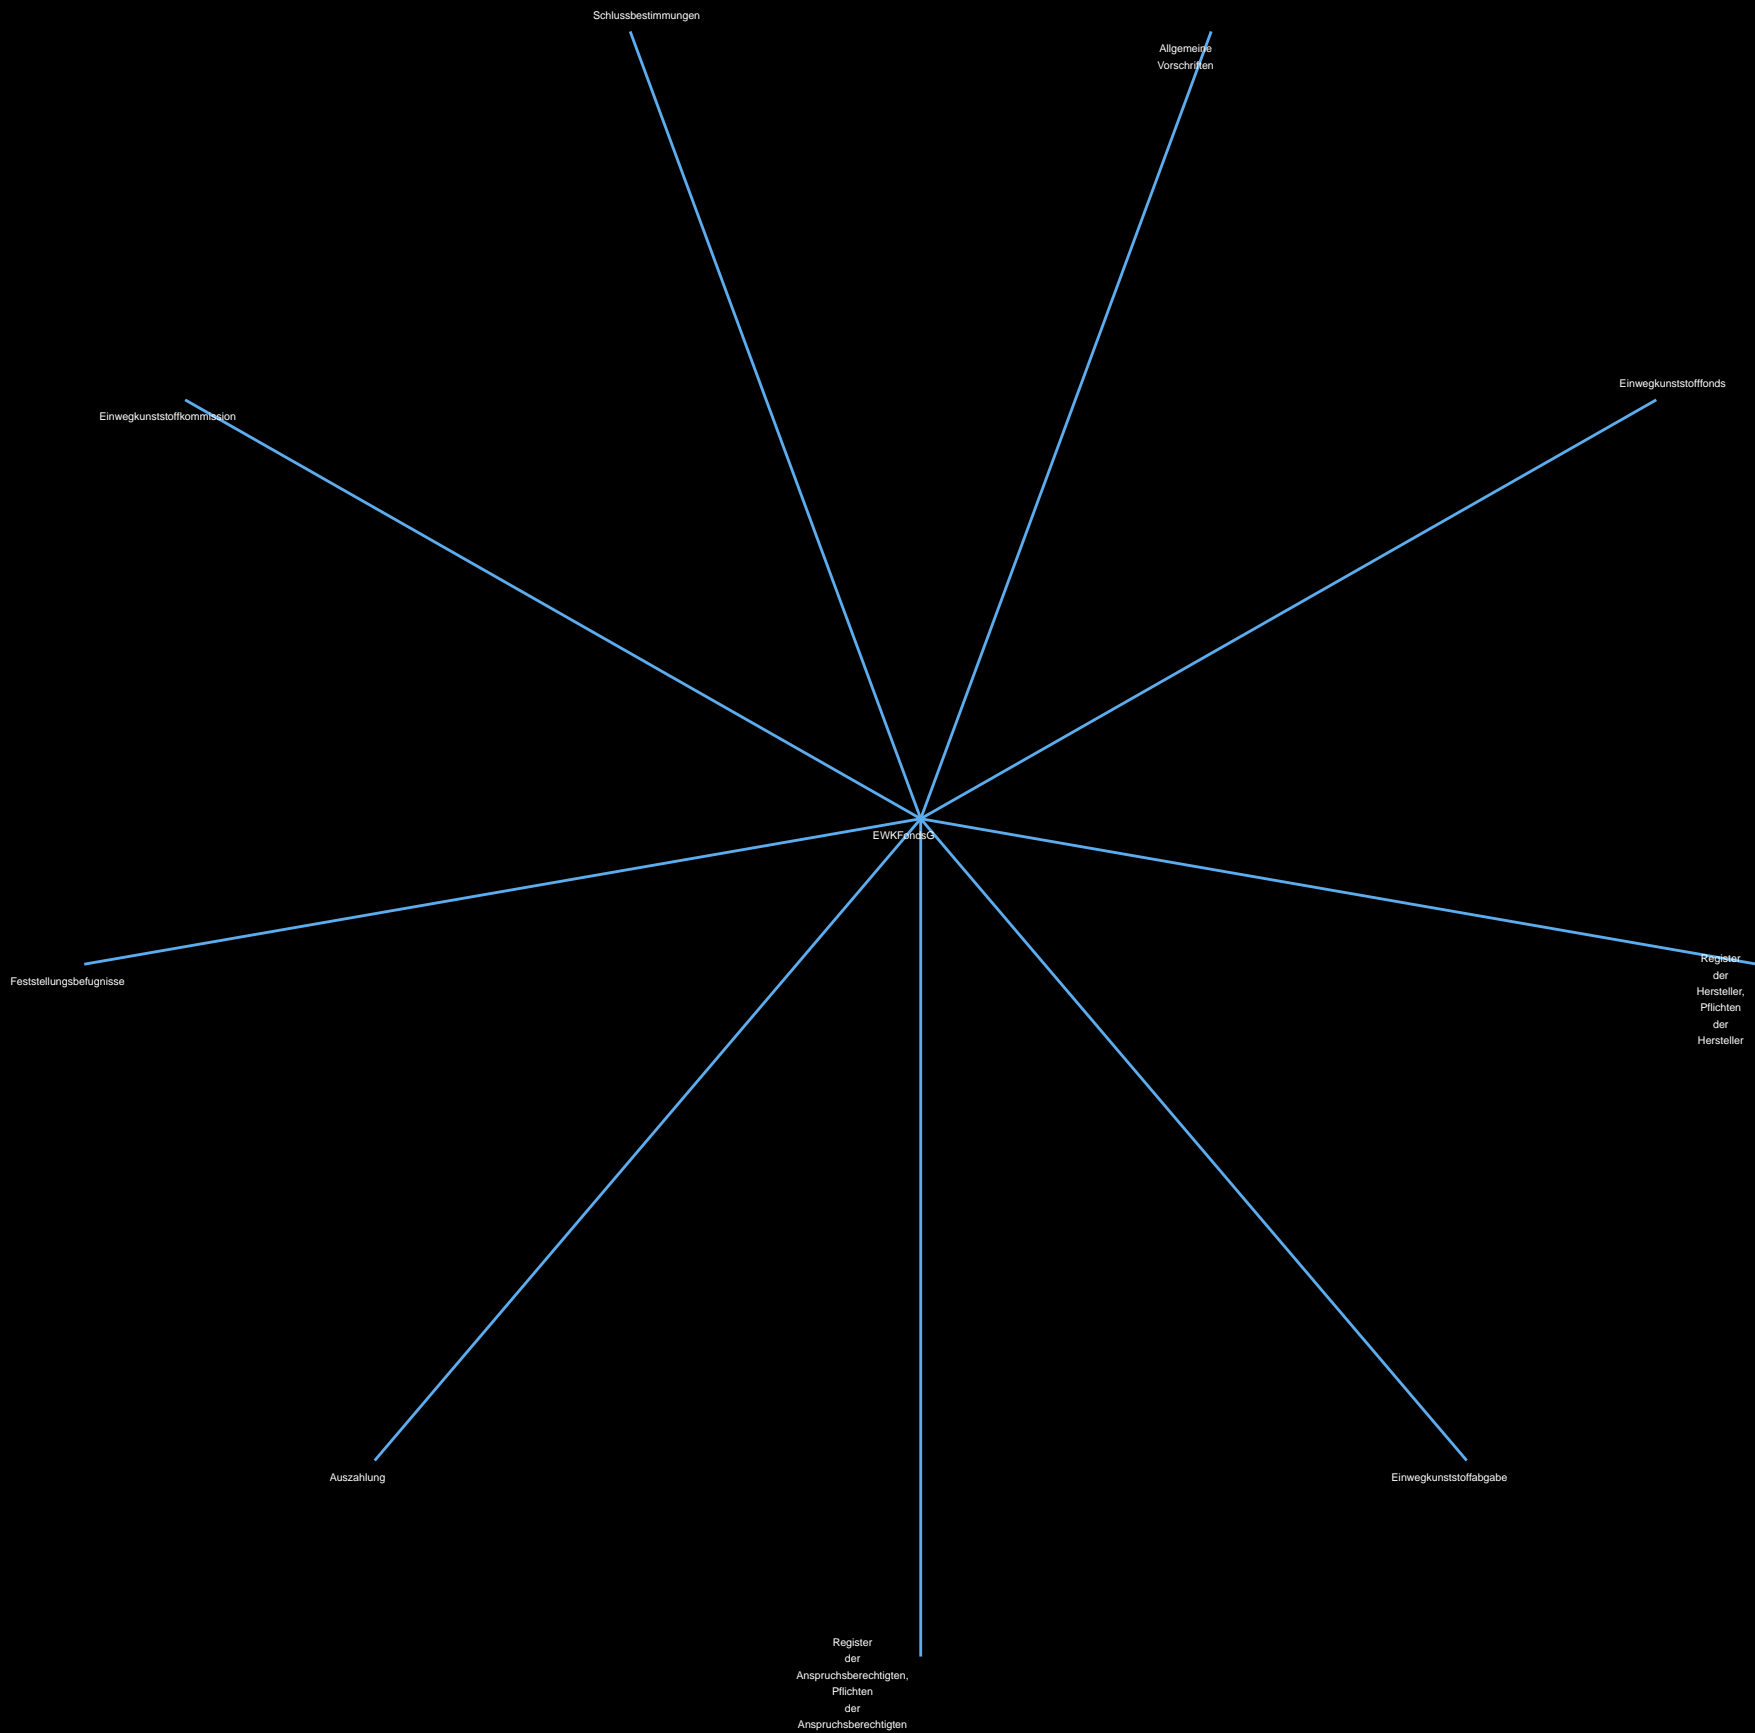 Schlussbestimmungen
Allgemeine
Vorschriften
Einwegkunststofffonds
Einwegkunststoffkommission
EWKFondsG
Register
der
Hersteller,
Pflichten
der
Hersteller
Feststellungsbefugnisse
Auszahlung
Einwegkunststoffabgabe
Register
der
Anspruchsberechtigten,
Pflichten
der
Anspruchsberechtigten